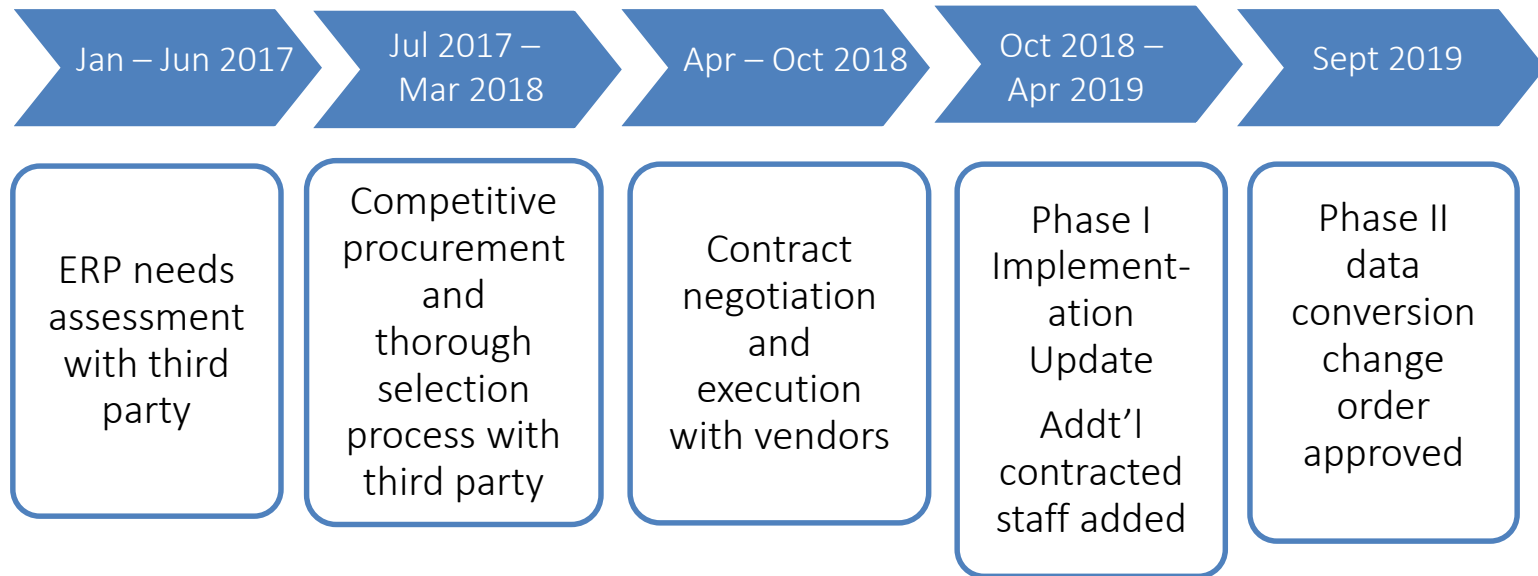 Jan – Jun 2017
Jul 2017 –
Mar 2018
Apr – Oct 2018
Oct 2018 –
Apr 2019
Sept 2019
ERP needs
assessment
with third
party
Competitive
procurement
and
thorough
selection
process with
third party
Contract
negotiation
and
execution
with vendors
Phase I
Implement-
ation
Update
Addt’l
contracted
staff added
Phase II
data
conversion
change
order
approved